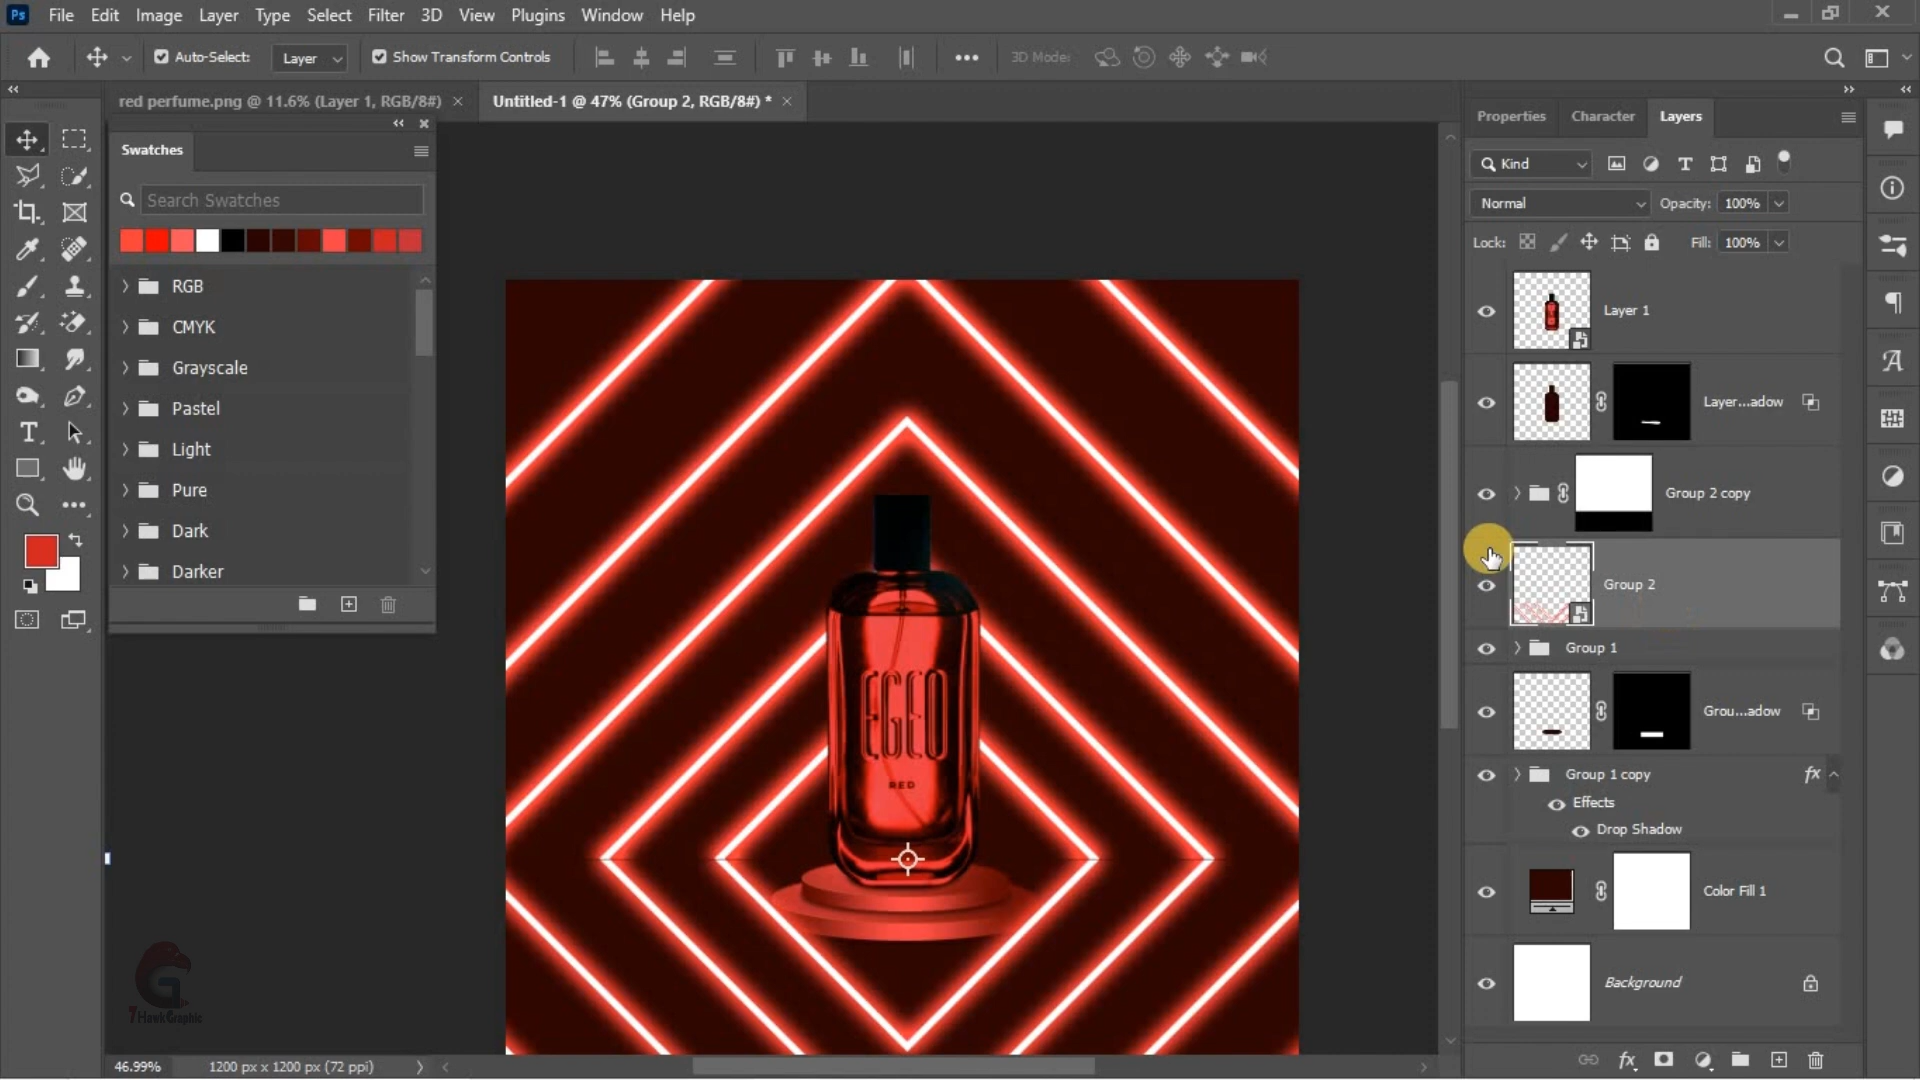 Ps File Edit Image Layer Type Select Filter 3D View Plugins Window Help
Auto-Select: Layer Show Transform Controls 3D Mode:
red perfume.png @ 11.6% (Layer 1, RGB/8#) Untitled-1 @ 47% (Group 2, RGB/8#) *
Swatches
Search Swatches
RGB
CMYK
Grayscale
Pastel
Light
Pure
Dark
Darker
EGEO
RED
G
7HawkGraphic
46.99% 1200 px x 1200 px (72 ppi)
Properties Character Layers
Kind
Normal Opacity: 100%
Lock: Fill: 100%
Layer 1
Layer...adow
Group 2 copy
Group 2
Group 1
Grou...adow
Group 1 copy fx
Effects
Drop Shadow
Color Fill 1
Background
fx